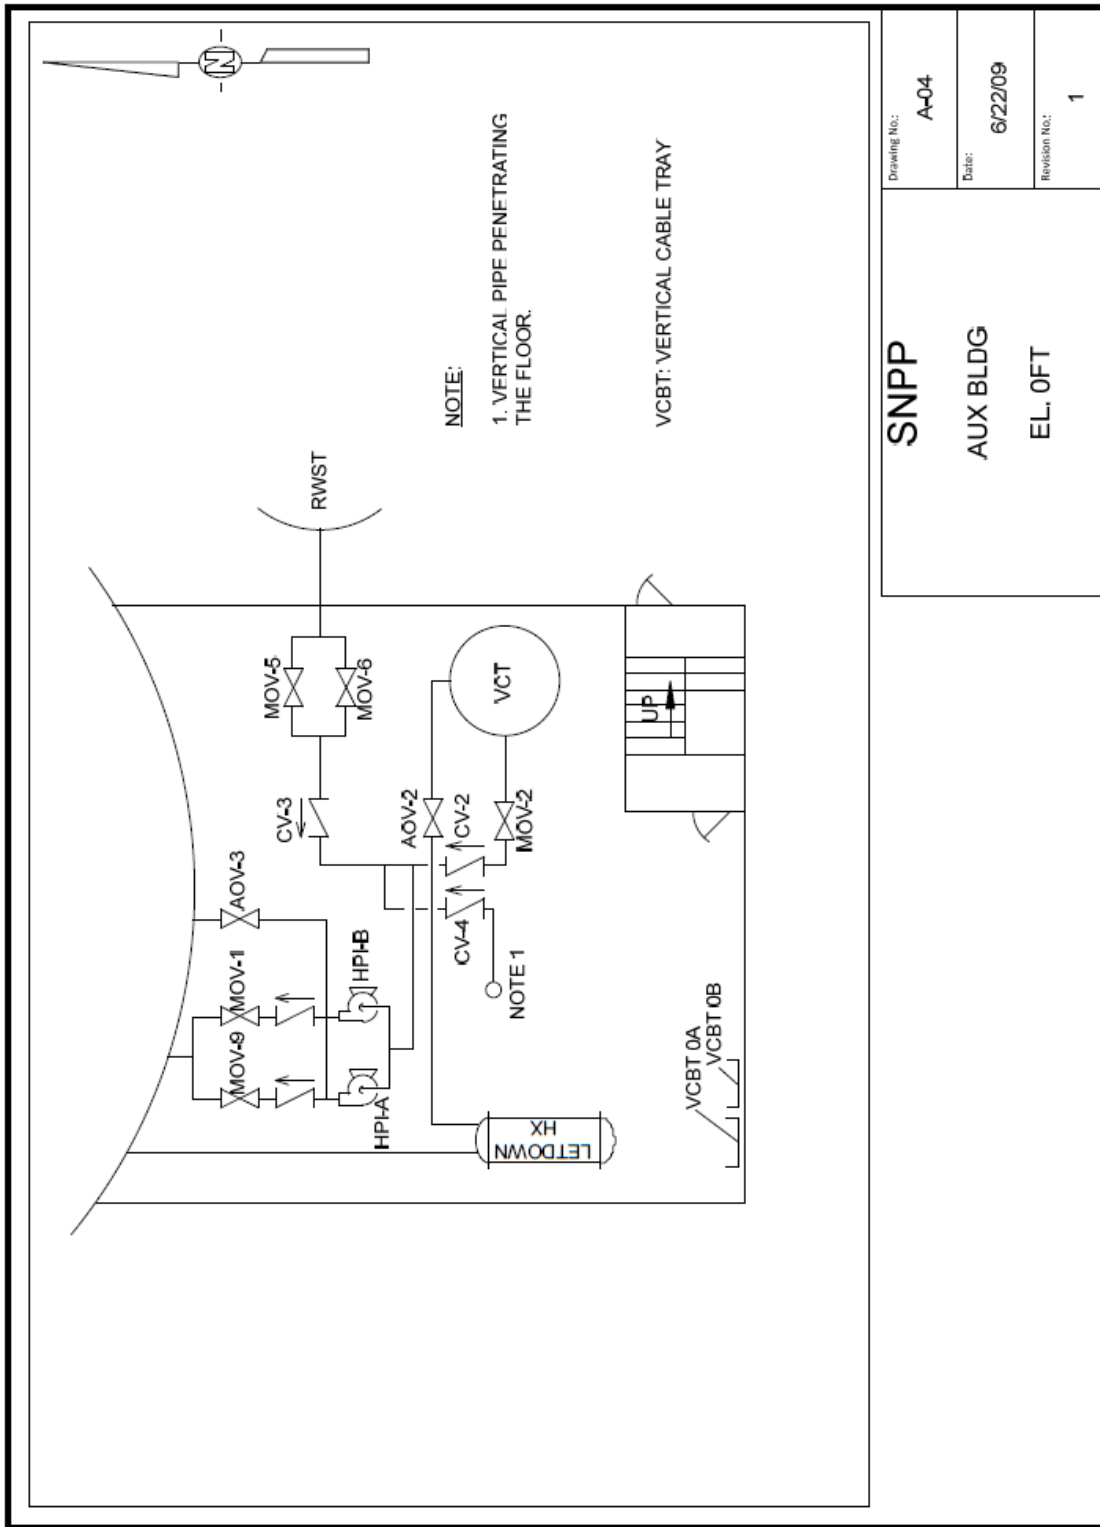 N
MOV-9
MOV-1
AOV-3
HPI-A
HPI-B
CV-3
MOV-5
MOV-6
RWST
AOV-2
CV-2
MOV-2
CV-4
NOTE 1
VCT
LETDOWN
HX
UP
VCBT 0A
VCBT 0B
NOTE:
1. VERTICAL PIPE PENETRATING
THE FLOOR.
VCBT: VERTICAL CABLE TRAY
SNPP
AUX BLDG
EL. 0FT
Drawing No.:
A-04
Date:
6/22/09
Revision No.:
1